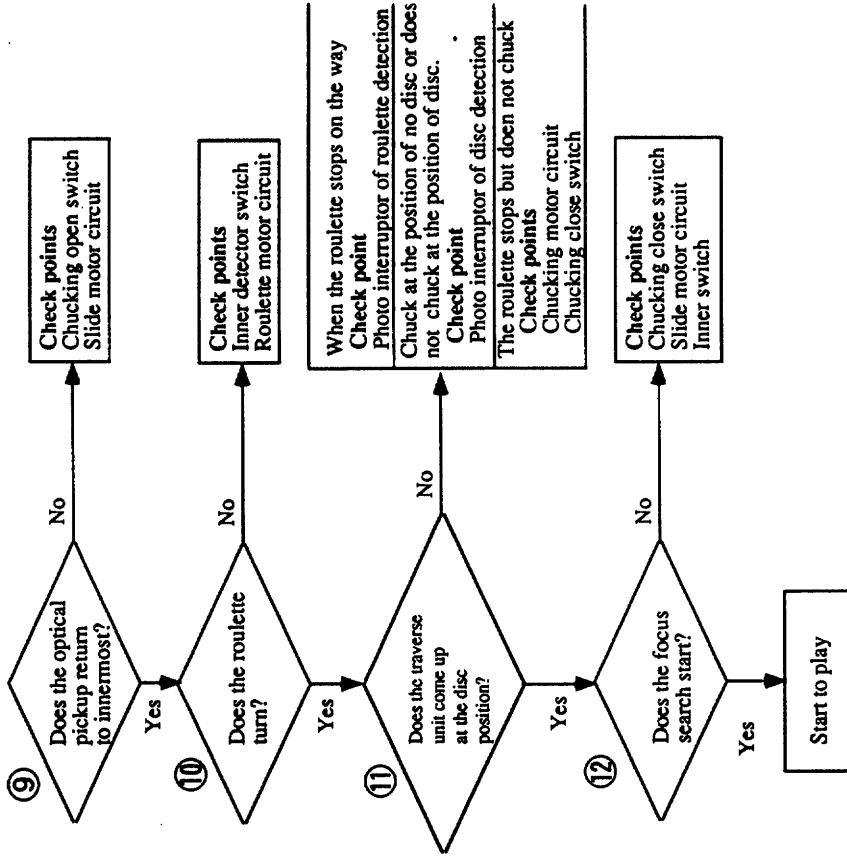 ⑨
Does the optical
pickup return
to innermost?
No
Check points
Chucking open switch
Slide motor circuit
Yes
⑩
Does the roulette
turn?
No
Check points
Inner detector switch
Roulette motor circuit
Yes
⑪
Does the traverse
unit come up
at the disc
position?
No
When the roulette stops on the way
Check point
Photo interruptor of roulette detection
Chuck at the position of no disc or does
not chuck at the position of disc.
Check point
Photo interruptor of disc detection
The roulette stops but doen not chuck
Check points
Chucking motor circuit
Chucking close switch
Yes
⑫
Does the focus
search start?
No
Check points
Chucking close switch
Slide motor circuit
Inner switch
Yes
Start to play